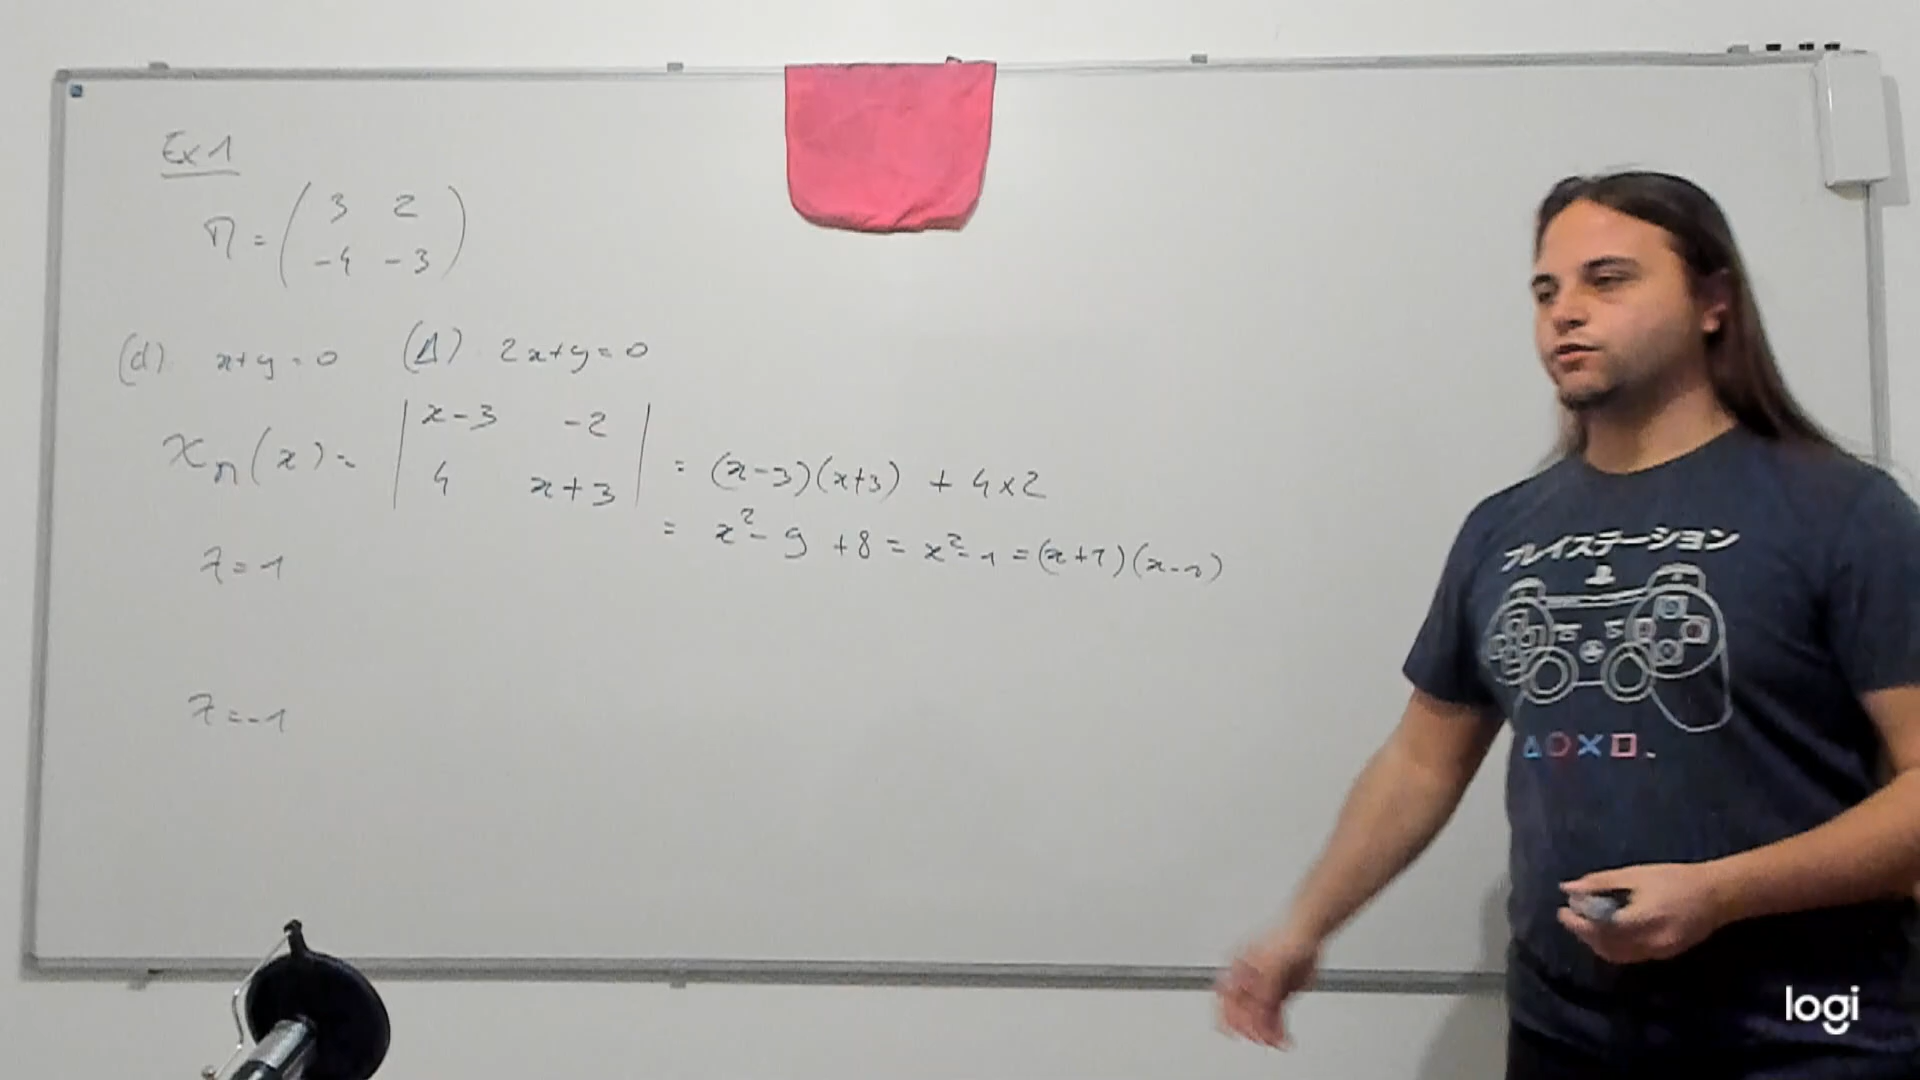 Ex 1
M = ( 3 2
-4 -3 )
(d) x+y=0 (Δ) 2x+y=0
χ_M(x) = | x-3 -2
4 x+3 | = (x-3)(x+3) + 4×2
= x²-9+8 = x²-1 = (x+1)(x-1)
λ=1
λ=-1
プレイステーション
logi